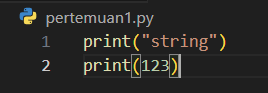 pertemuan1.py
1 print("string")
2 print(123)